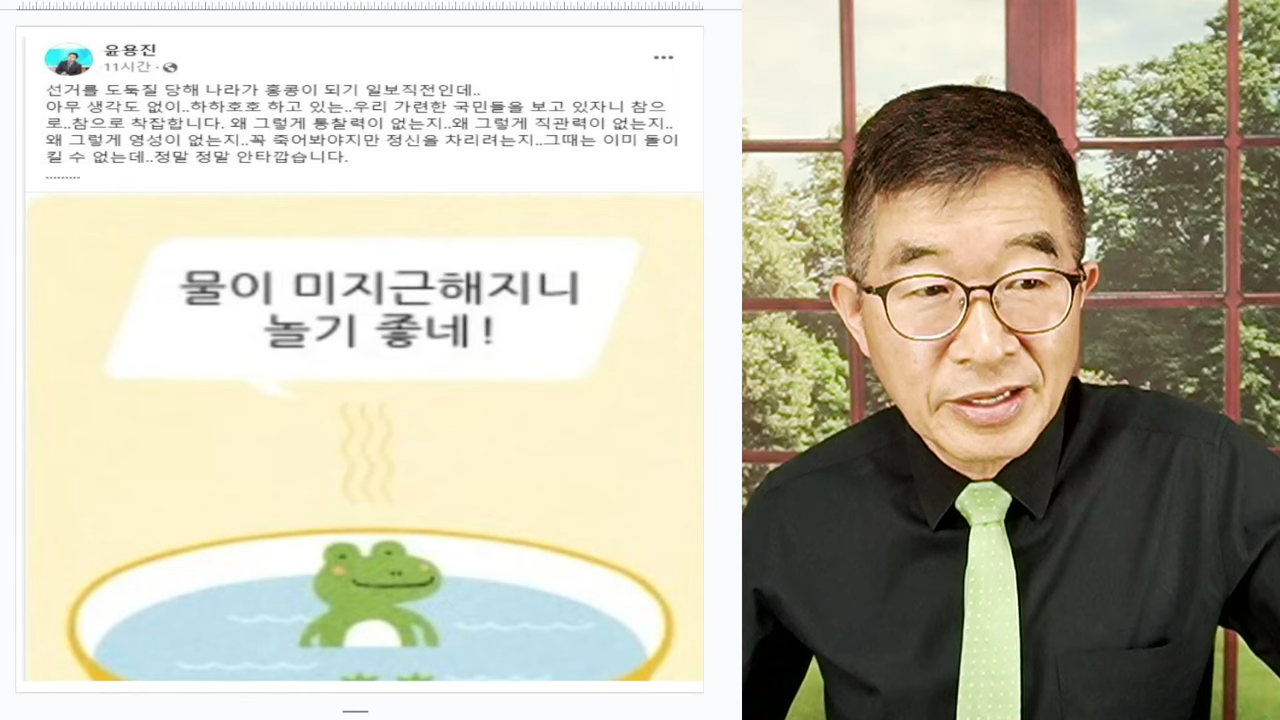 윤용진
11시간 ·
선거를 도둑질 당해 나라가 홍콩이 되기 일보직전인데..
아무 생각도 없이..하하호호 하고 있는..우리 가련한 국민들을 보고 있자니 참으
로..참으로 착잡합니다. 왜 그렇게 통찰력이 없는지..왜 그렇게 직관력이 없는지..
왜 그렇게 영성이 없는지..꼭 죽어봐야지만 정신을 차리려는지..그때는 이미 돌이
킬 수 없는데..정말 정말 안타깝습니다.
.........
물이 미지근해지니
놀기 좋네!